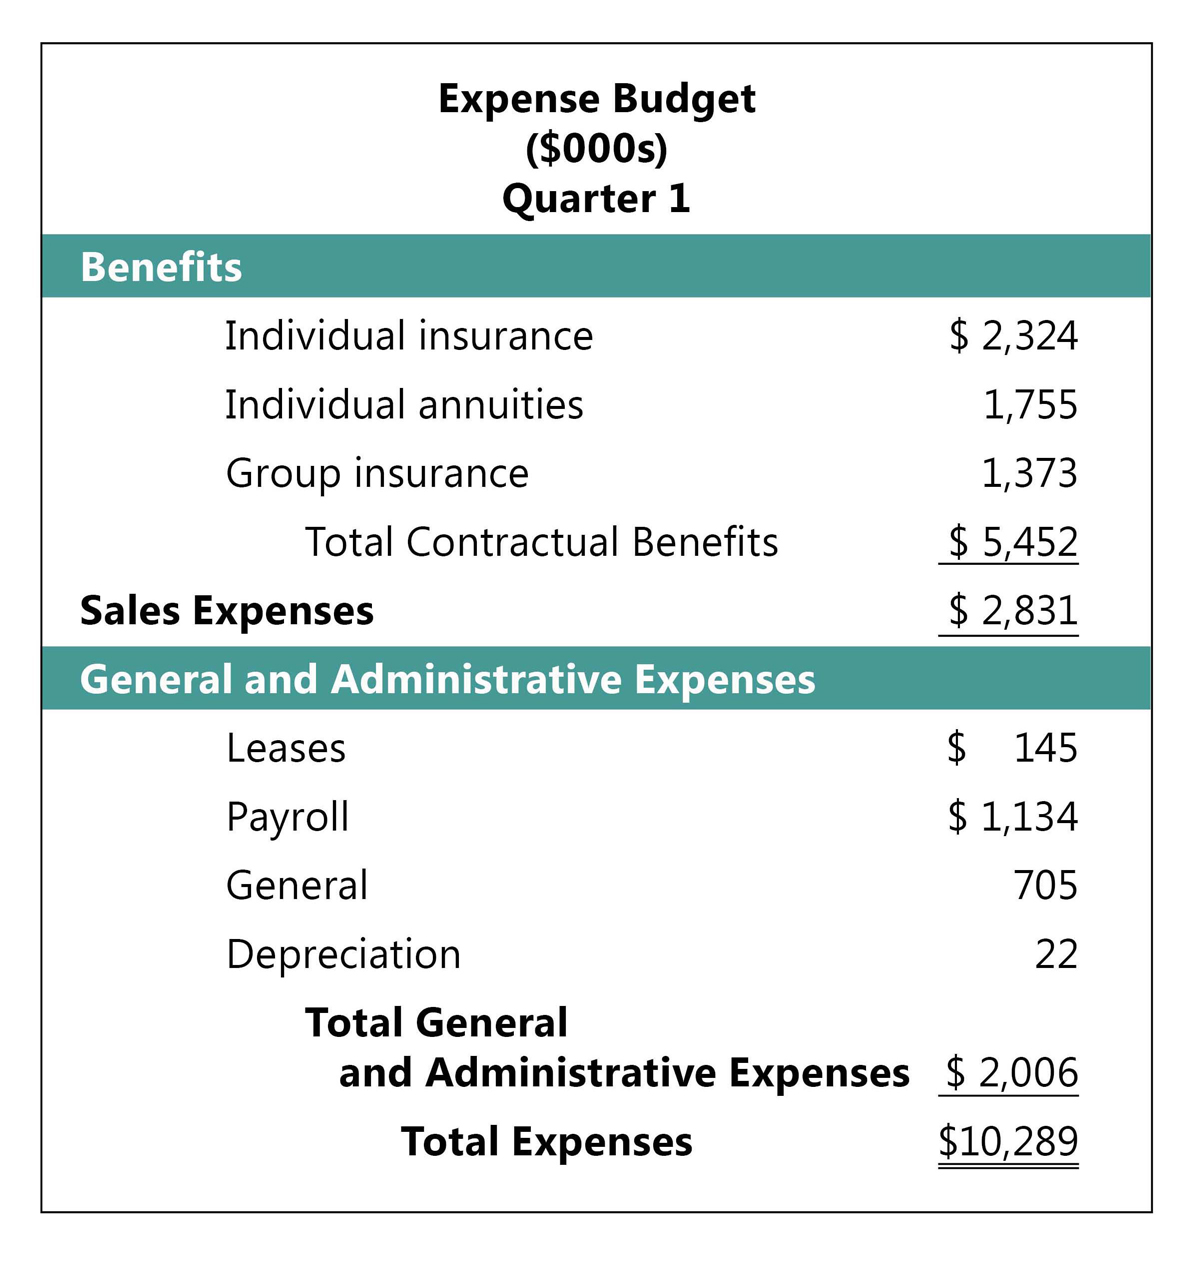 Expense Budget
($000s)
Quarter 1
Benefits
Individual insurance $ 2,324
Individual annuities 1,755
Group insurance 1,373
Total Contractual Benefits $ 5,452
Sales Expenses $ 2,831
General and Administrative Expenses
Leases $ 145
Payroll $ 1,134
General 705
Depreciation 22
Total General
and Administrative Expenses $ 2,006
Total Expenses $10,289